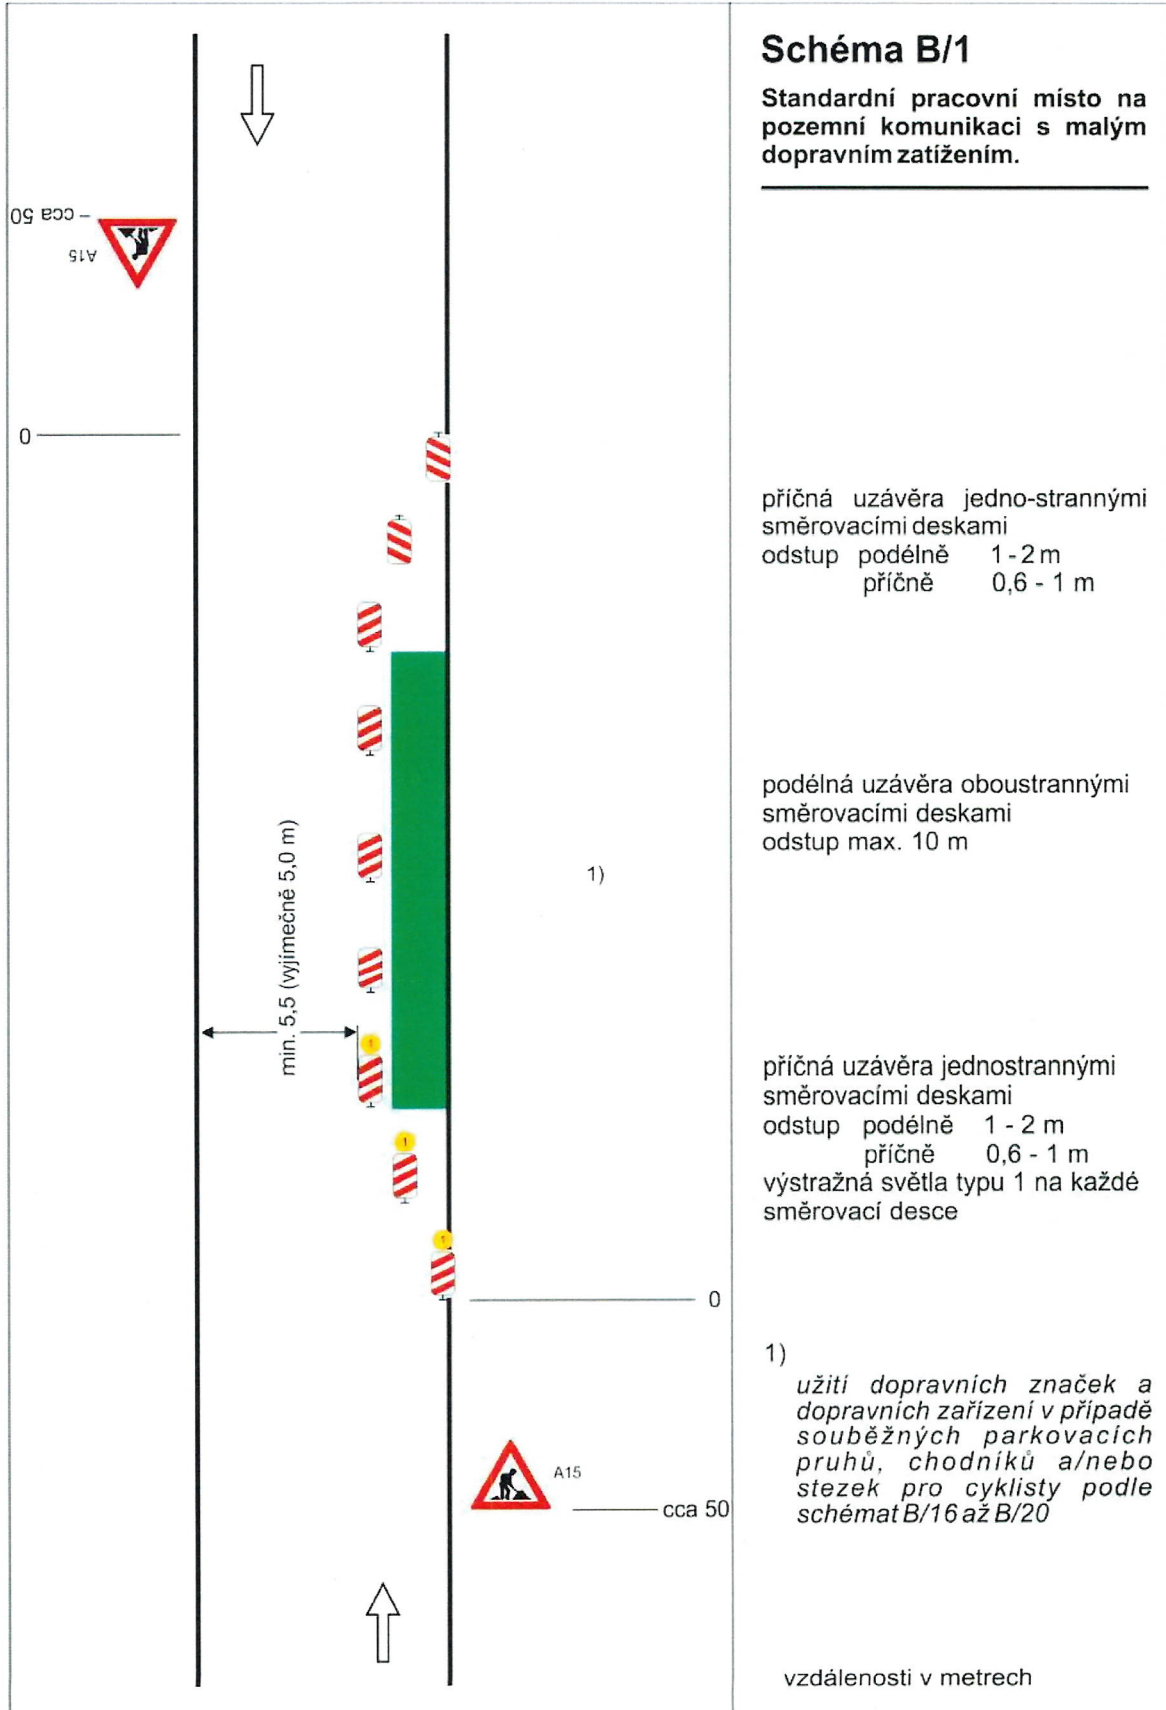 Schéma B/1
Standardní pracovní místo na
pozemní komunikaci s malým
dopravním zatížením.
cca 50
A15
0
příčná uzávěra jedno-strannými
směrovacími deskami
odstup podélně 1 - 2 m
příčně 0,6 - 1 m
podélná uzávěra oboustrannými
směrovacími deskami
odstup max. 10 m
1)
min. 5,5 (vyjímečně 5,0 m)
1
1
1
příčná uzávěra jednostrannými
směrovacími deskami
odstup podélně 1 - 2 m
příčně 0,6 - 1 m
výstražná světla typu 1 na každé
směrovací desce
0
A15
cca 50
1)
užití dopravních značek a
dopravních zařízení v případě
souběžných parkovacích
pruhů, chodníků a/nebo
stezek pro cyklisty podle
schémat B/16 až B/20
vzdálenosti v metrech